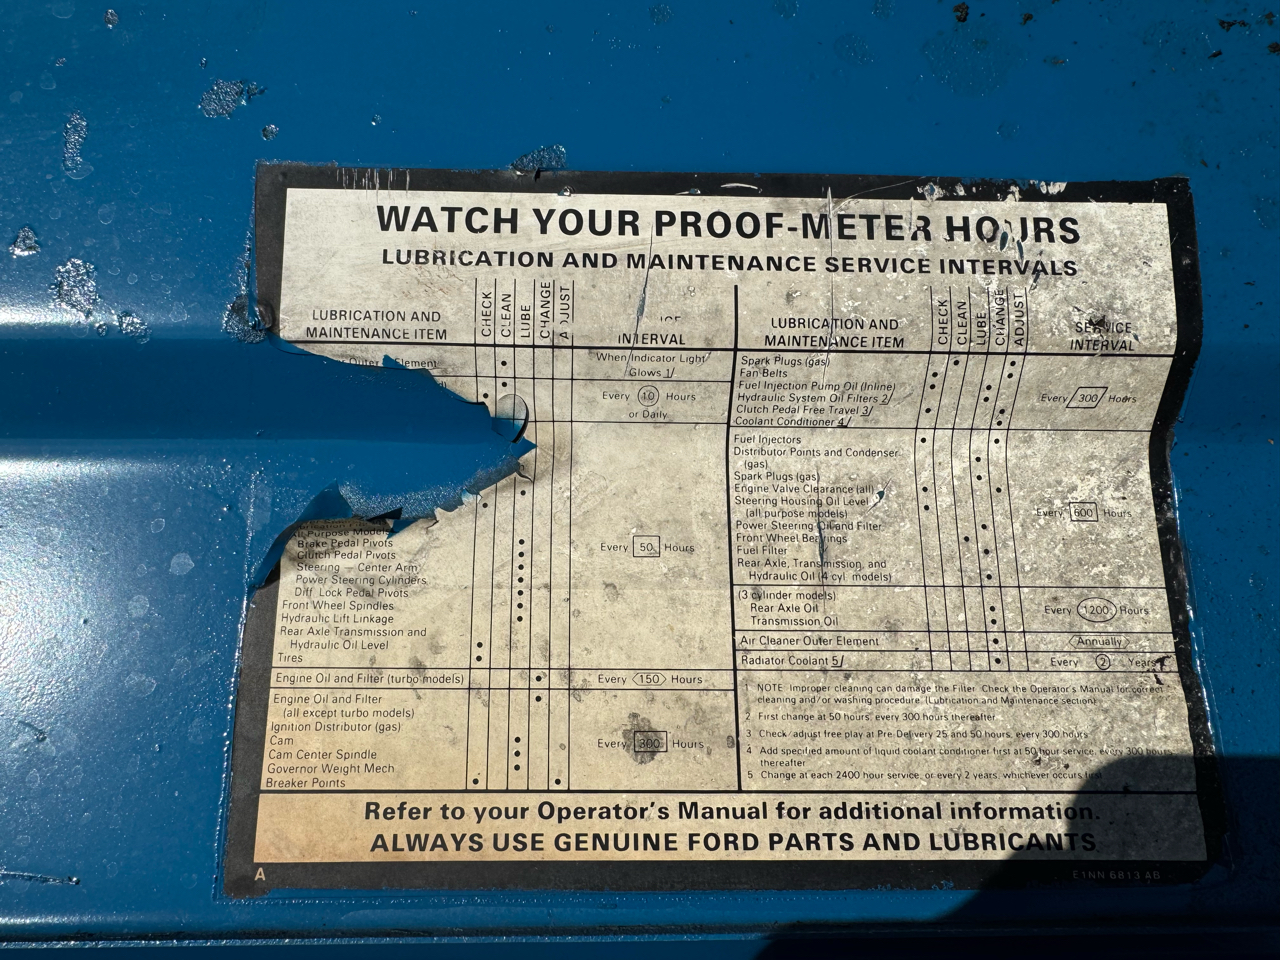 WATCH YOUR PROOF-METER HOURS
LUBRICATION AND MAINTENANCE SERVICE INTERVALS
LUBRICATION AND
MAINTENANCE ITEM
CHECK
CLEAN
LUBE
CHANGE
ADJUST
INTERVAL
Outer Element
When Indicator Light
Glows 1/
Every 10 Hours
or Daily
All Purpose Models
Brake Pedal Pivots
Clutch Pedal Pivots
Steering - Center Arm
Power Steering Cylinders
Diff Lock Pedal Pivots
Front Wheel Spindles
Hydraulic Lift Linkage
Rear Axle Transmission and
Hydraulic Oil Level
Tires
Every 50 Hours
Engine Oil and Filter (turbo models)
Every 150 Hours
Engine Oil and Filter
(all except turbo models)
Ignition Distributor (gas)
Cam
Cam Center Spindle
Governor Weight Mech
Breaker Points
Every 300 Hours
LUBRICATION AND
MAINTENANCE ITEM
CHECK
CLEAN
LUBE
CHANGE
ADJUST
SERVICE
INTERVAL
Spark Plugs (gas)
Fan Belts
Fuel Injection Pump Oil (Inline)
Hydraulic System Oil Filters 2/
Clutch Pedal Free Travel 3/
Coolant Conditioner 4/
Every 300 Hours
Fuel Injectors
Distributor Points and Condenser
(gas)
Spark Plugs (gas)
Engine Valve Clearance (all)
Steering Housing Oil Level
(all purpose models)
Power Steering Oil and Filter
Front Wheel Bearings
Fuel Filter
Rear Axle, Transmission, and
Hydraulic Oil (4 cyl. models)
Every 600 Hours
(3 cylinder models)
Rear Axle Oil
Transmission Oil
Every 1200 Hours
Air Cleaner Outer Element
Annually
Radiator Coolant 5/
Every 2 Years
1 NOTE Improper cleaning can damage the Filter Check the Operator's Manual for correct
cleaning and/or washing procedure. (Lubrication and Maintenance section)
2 First change at 50 hours, every 300 hours thereafter
3 Check/adjust free play at Pre Delivery 25 and 50 hours, every 300 hours
4 Add specified amount of liquid coolant conditioner first at 50 hour service, every 300 hours
thereafter
5 Change at each 2400 hour service, or every 2 years, whichever occurs first
Refer to your Operator's Manual for additional information.
ALWAYS USE GENUINE FORD PARTS AND LUBRICANTS
A
E1NN 6813 AB